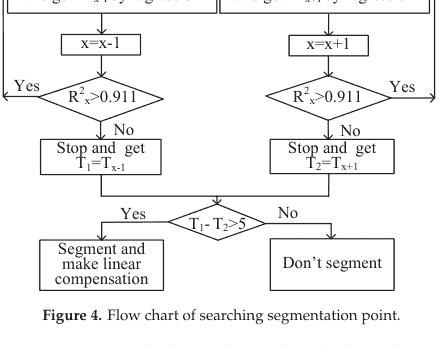 x=x-1
x=x+1
Yes
R²ₓ>0.911
R²ₓ>0.911
Yes
No
No
Stop and get
T₁=Tₓ₋₁
Stop and get
T₂=Tₓ₊₁
Yes
T₁- T₂>5
No
Segment and
make linear
compensation
Don't segment
Figure 4. Flow chart of searching segmentation point.